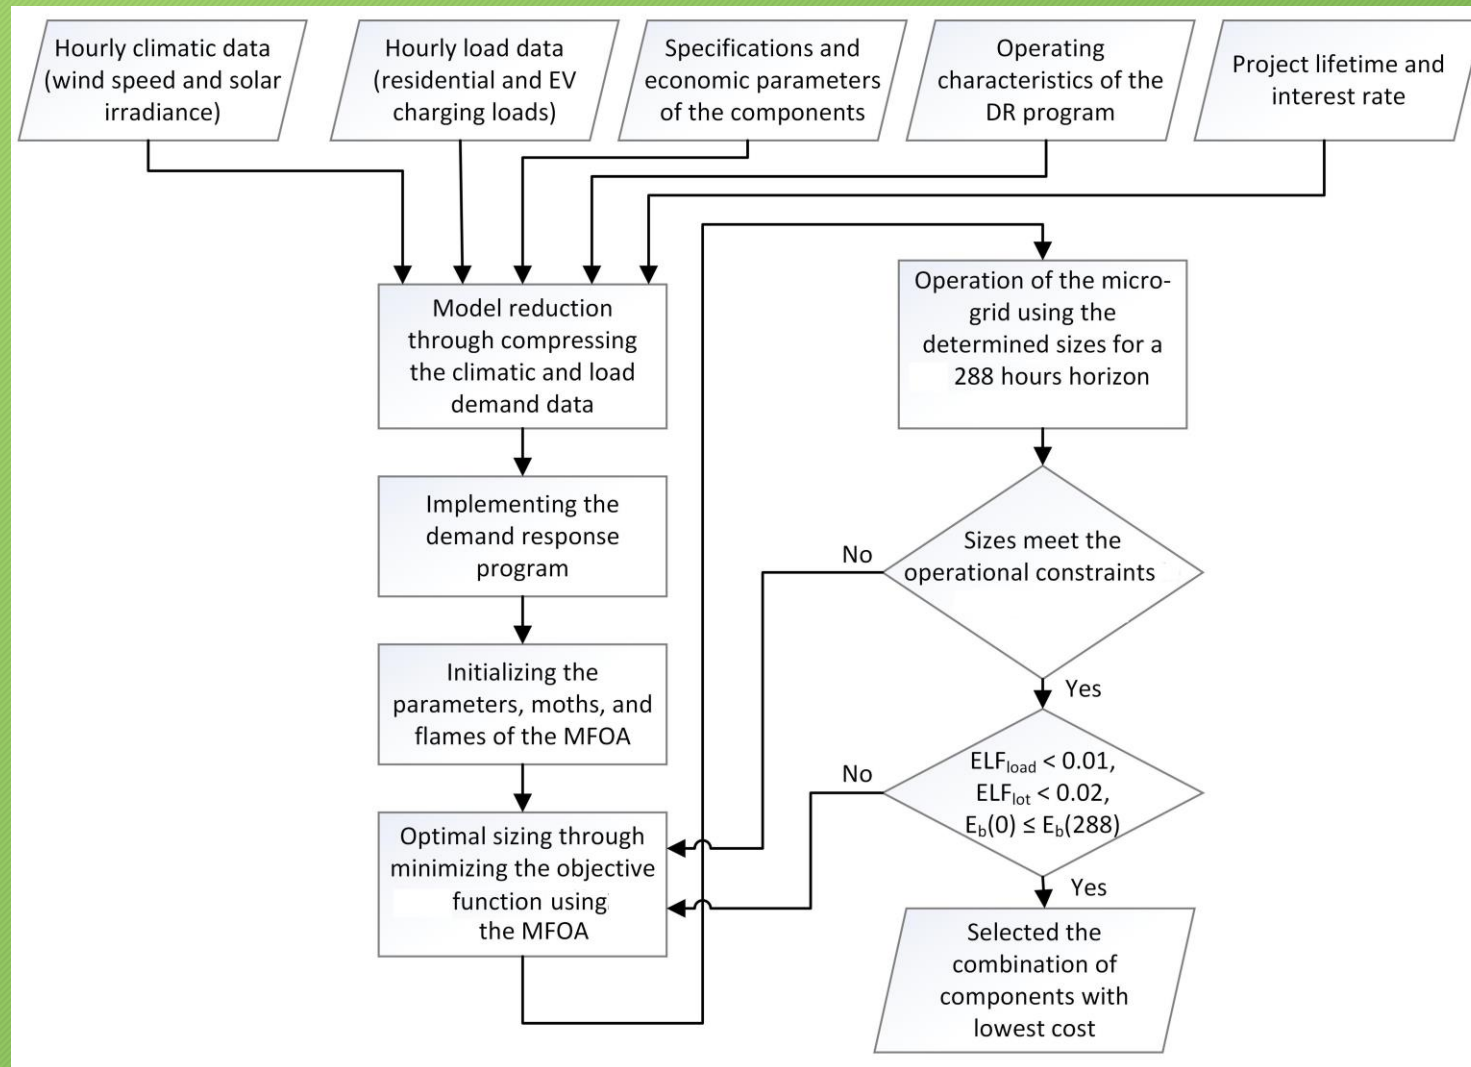 Hourly climatic data
(wind speed and solar
irradiance)
Hourly load data
(residential and EV
charging loads)
Specifications and
economic parameters
of the components
Operating
characteristics of the
DR program
Project lifetime and
interest rate
Model reduction
through compressing
the climatic and load
demand data
Implementing the
demand response
program
Initializing the
parameters, moths, and
flames of the MFOA
Optimal sizing through
minimizing the objective
function using
the MFOA
Operation of the micro-
grid using the
determined sizes for a
288 hours horizon
Sizes meet the
operational constraints
No
Yes
ELFload < 0.01,
ELFlot < 0.02,
Eb(0) ≤ Eb(288)
No
Yes
Selected the
combination of
components with
lowest cost